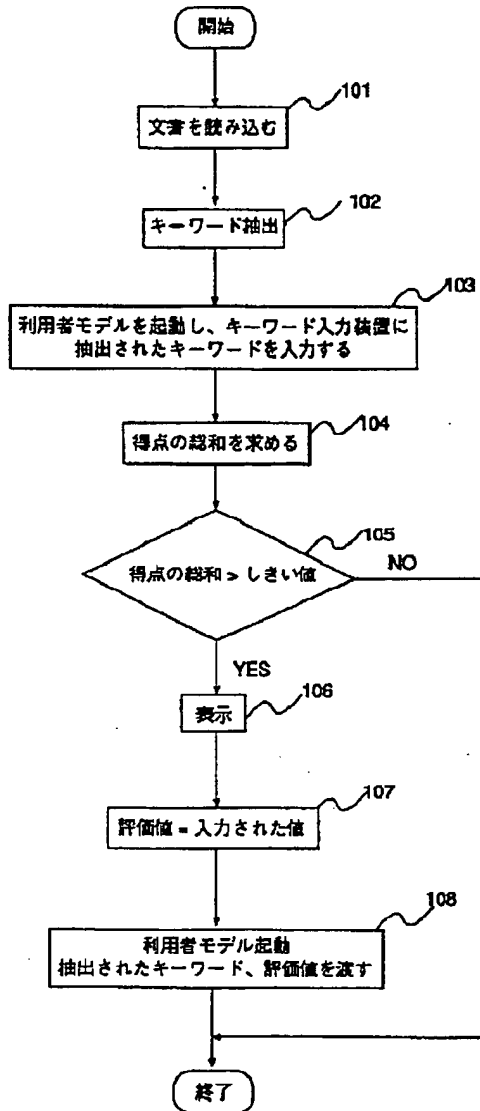 開始
101
文書を読み込む
102
キーワード抽出
103
利用者モデルを起動し、キーワード入力装置に
抽出されたキーワードを入力する
104
得点の総和を求める
105
得点の総和 > しきい値
NO
YES
106
表示
107
評価値 = 入力された値
108
利用者モデル起動
抽出されたキーワード、評価値を渡す
終了